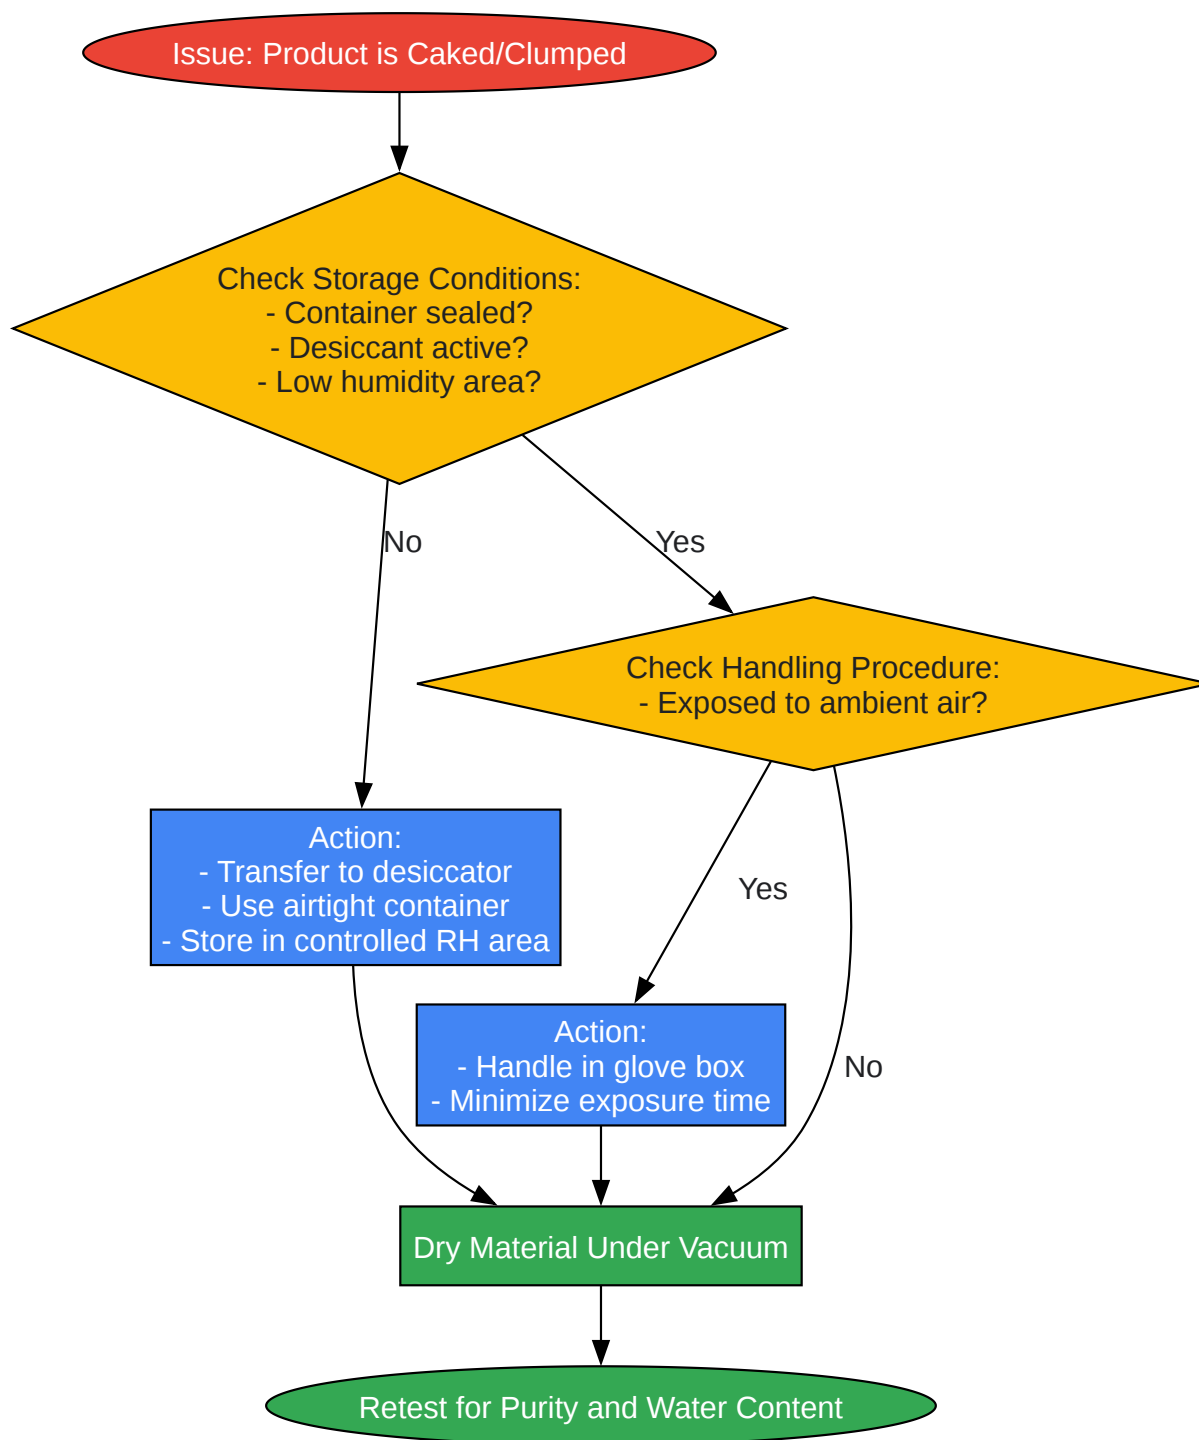 Issue: Product is Caked/Clumped
Check Storage Conditions:
- Container sealed?
- Desiccant active?
- Low humidity area?
No
Yes
Check Handling Procedure:
- Exposed to ambient air?
Action:
- Transfer to desiccator
- Use airtight container
- Store in controlled RH area
Yes
Action:
- Handle in glove box
- Minimize exposure time
No
Dry Material Under Vacuum
Retest for Purity and Water Content